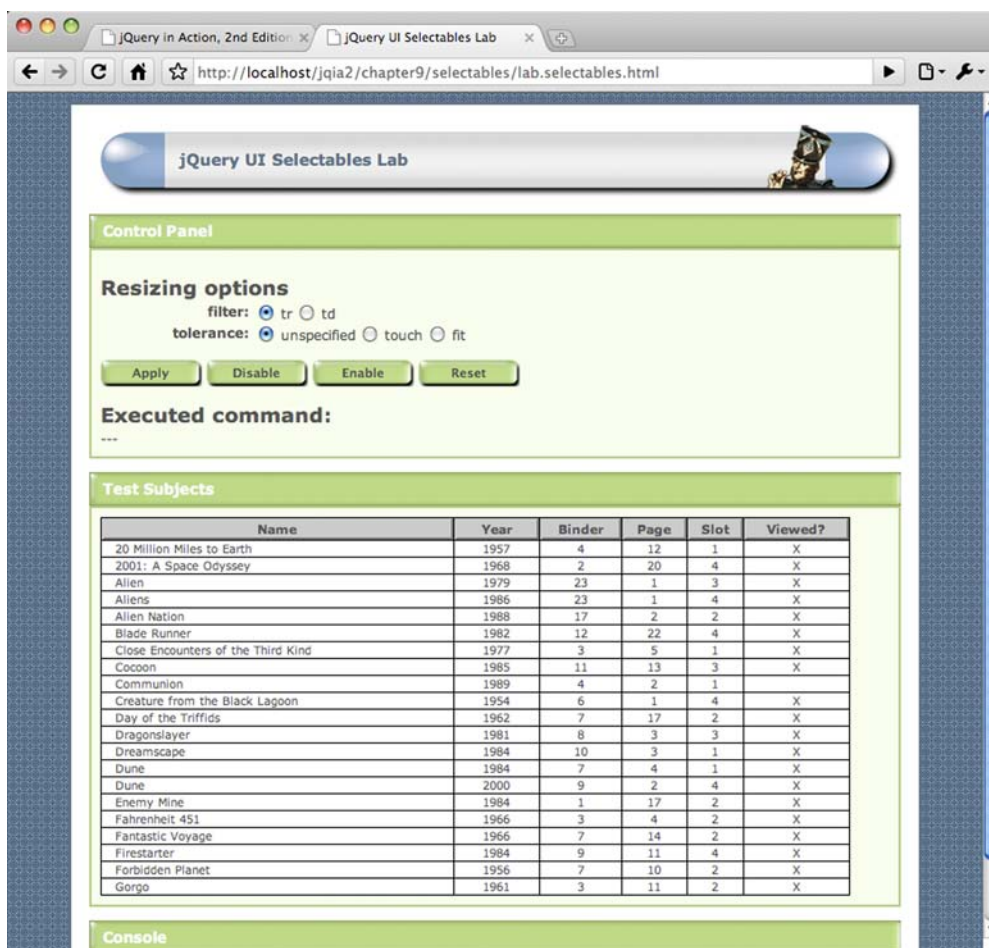 jQuery in Action, 2nd Edition
jQuery UI Selectables Lab
http://localhost/jqia2/chapter9/selectables/lab.selectables.html
jQuery UI Selectables Lab
Control Panel
Resizing options
filter: tr td
tolerance: unspecified touch fit
Apply Disable Enable Reset
Executed command:
---
Test Subjects
Name Year Binder Page Slot Viewed?
20 Million Miles to Earth 1957 4 12 1 X
2001: A Space Odyssey 1968 2 20 4 X
Alien 1979 23 1 3 X
Aliens 1986 23 1 4 X
Alien Nation 1988 17 2 2 X
Blade Runner 1982 12 22 4 X
Close Encounters of the Third Kind 1977 3 5 1 X
Cocoon 1985 11 13 3 X
Communion 1989 4 2 1
Creature from the Black Lagoon 1954 6 1 4 X
Day of the Triffids 1962 7 17 2 X
Dragonslayer 1981 8 3 3 X
Dreamscape 1984 10 3 1 X
Dune 1984 7 4 1 X
Dune 2000 9 2 4 X
Enemy Mine 1984 1 17 2 X
Fahrenheit 451 1966 3 4 2 X
Fantastic Voyage 1966 7 14 2 X
Firestarter 1984 9 11 4 X
Forbidden Planet 1956 7 10 2 X
Gorgo 1961 3 11 2 X
Console